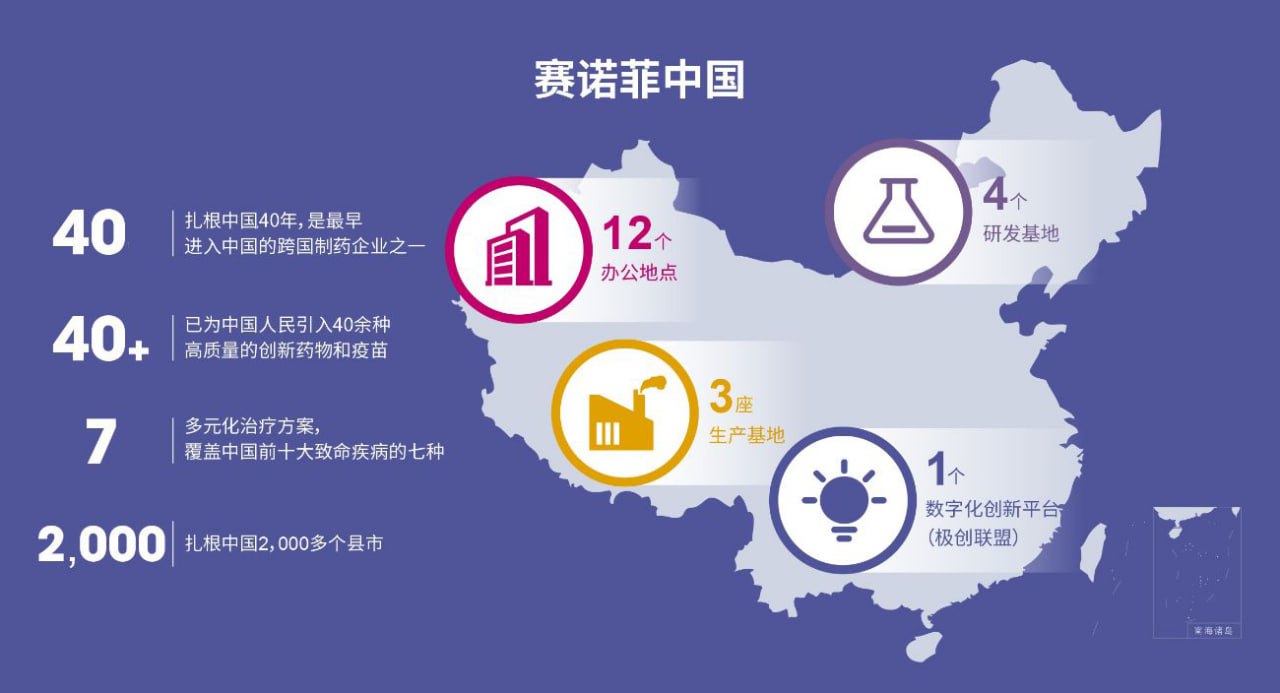 赛诺菲中国
40
扎根中国40年，是最早
进入中国的跨国制药企业之一
40+
已为中国人民引入40余种
高质量的创新药物和疫苗
7
多元化治疗方案，
覆盖中国前十大致命疾病的七种
2,000
扎根中国2，000多个县市
12个
办公地点
4个
研发基地
3座
生产基地
1个
数字化创新平台
（极创联盟）
南海诸岛